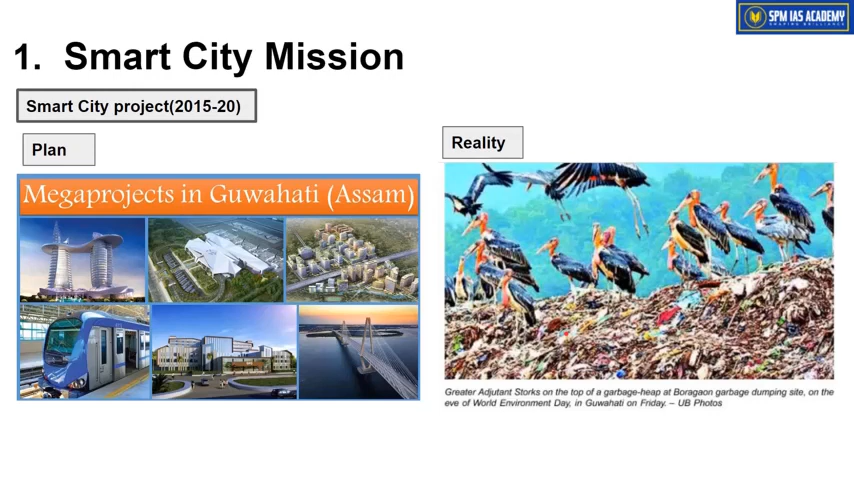 SPM IAS ACADEMY
SHAPING BRILLIANCE
1. Smart City Mission
Smart City project(2015-20)
Plan
Reality
Megaprojects in Guwahati (Assam)
Greater Adjutant Storks on the top of a garbage-heap at Boragaon garbage dumping site, on the
eve of World Environment Day, in Guwahati on Friday. – UB Photos